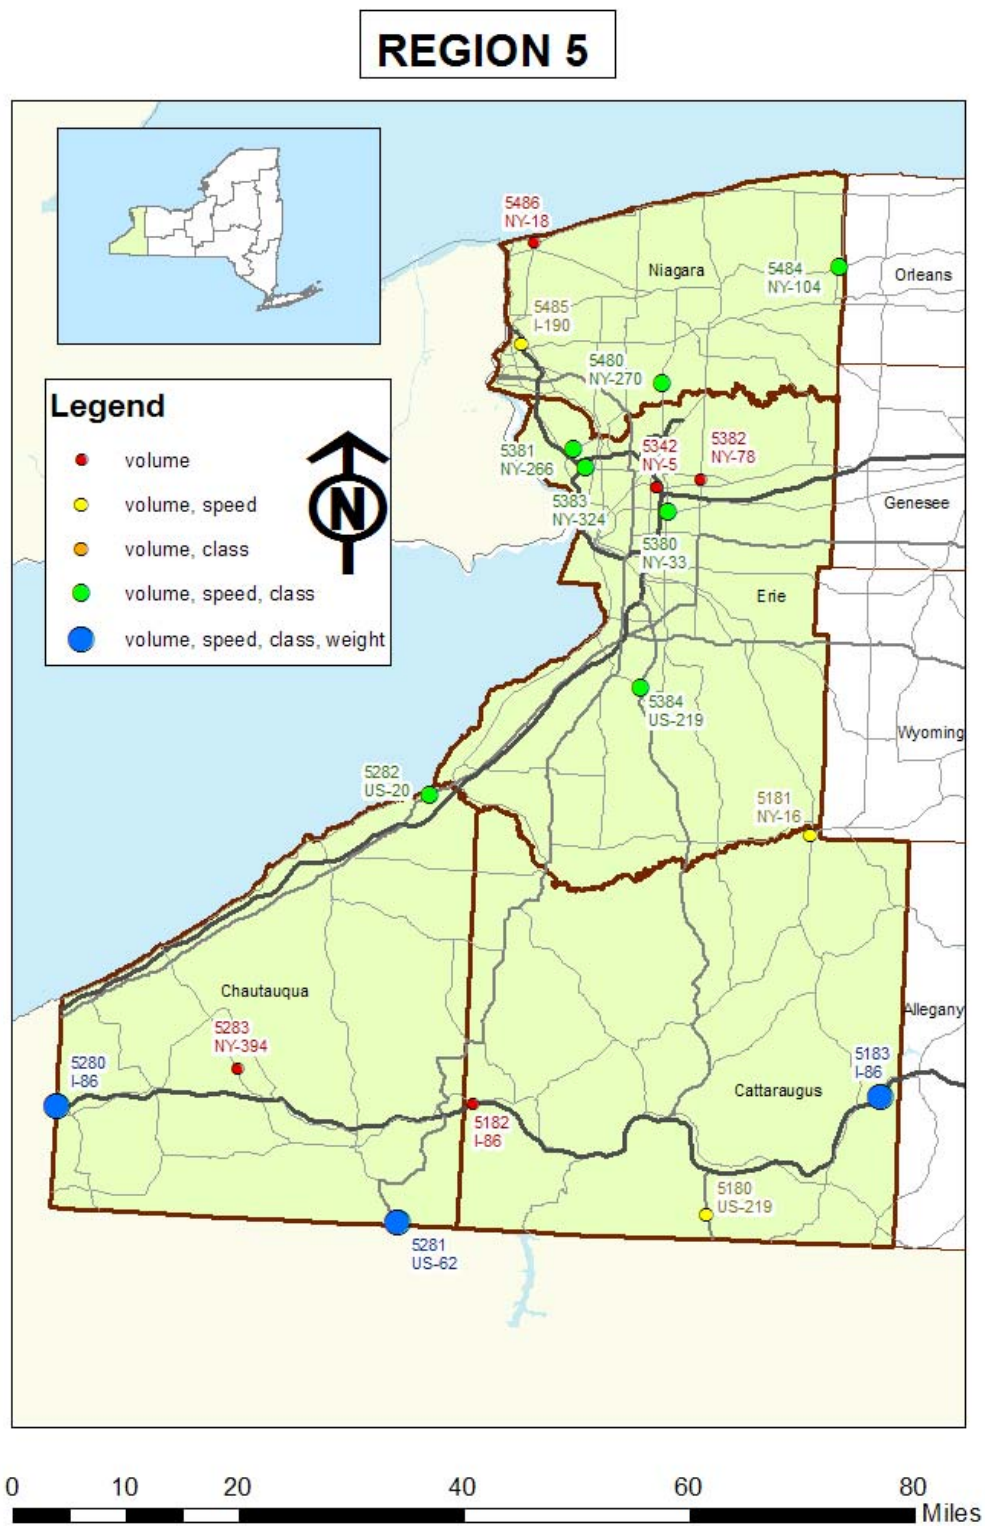 REGION 5
5486
NY-18
Niagara
5484
NY-104
Orleans
5485
I-190
5480
NY-270
Legend
volume
volume, speed
volume, class
volume, speed, class
volume, speed, class, weight
N
5381
NY-266
5342
NY-5
5382
NY-78
5383
NY-324
Genesee
5380
NY-33
Erie
5384
US-219
Wyoming
5282
US-20
5181
NY-16
Chautauqua
Allegany
5283
NY-394
5280
I-86
5183
I-86
Cattaraugus
5182
I-86
5180
US-219
5281
US-62
0 10 20 40 60 80
Miles